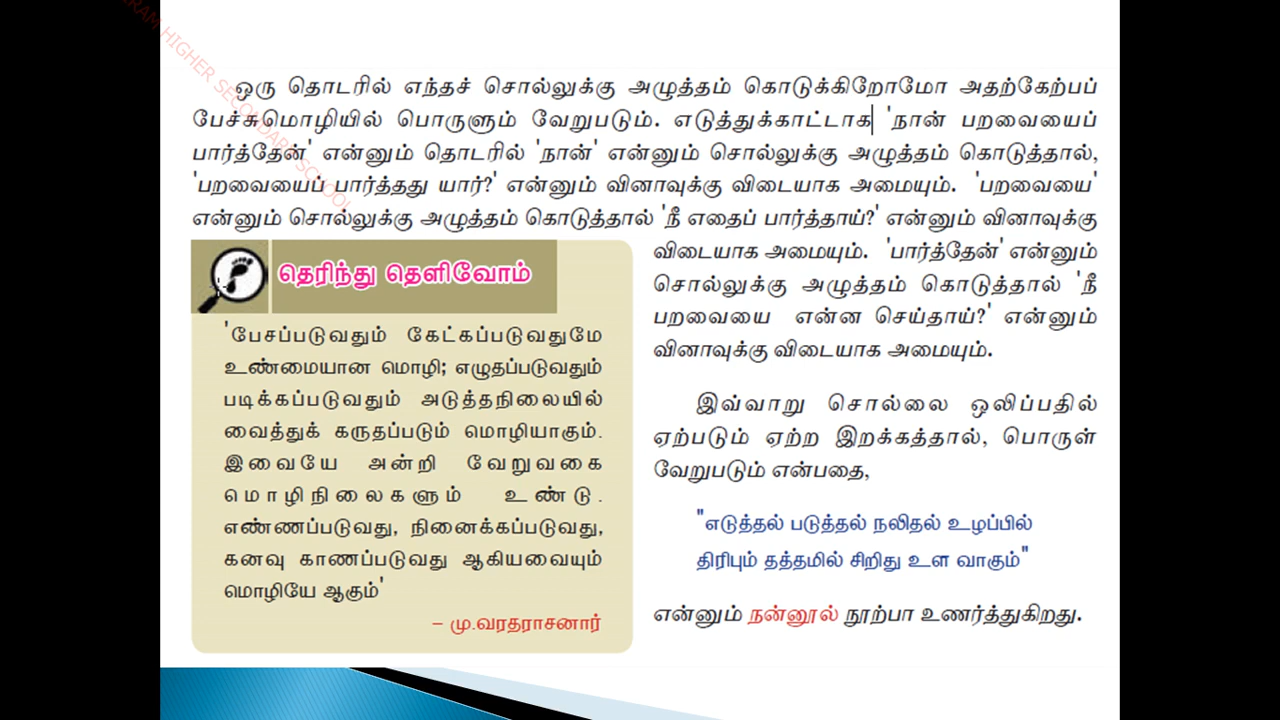 ஒரு தொடரில் எந்தச் சொல்லுக்கு அழுத்தம் கொடுக்கிறோமோ அதற்கேற்பப்
பேச்சுமொழியில் பொருளும் வேறுபடும். எடுத்துக்காட்டாக 'நான் பறவையைப்
பார்த்தேன்' என்னும் தொடரில் 'நான்' என்னும் சொல்லுக்கு அழுத்தம் கொடுத்தால்,
'பறவையைப் பார்த்தது யார்?' என்னும் வினாவுக்கு விடையாக அமையும். 'பறவையை'
என்னும் சொல்லுக்கு அழுத்தம் கொடுத்தால் 'நீ எதைப் பார்த்தாய்?' என்னும் வினாவுக்கு
விடையாக அமையும். 'பார்த்தேன்' என்னும்
சொல்லுக்கு அழுத்தம் கொடுத்தால் 'நீ
பறவையை என்ன செய்தாய்?' என்னும்
வினாவுக்கு விடையாக அமையும்.
இவ்வாறு சொல்லை ஒலிப்பதில்
ஏற்படும் ஏற்ற இறக்கத்தால், பொருள்
வேறுபடும் என்பதை,
"எடுத்தல் படுத்தல் நலிதல் உழப்பில்
திரிபும் தத்தமில் சிறிது உள வாகும்"
என்னும் நன்னூல் நூற்பா உணர்த்துகிறது.
தெரிந்து தெளிவோம்
'பேசப்படுவதும் கேட்கப்படுவதுமே
உண்மையான மொழி; எழுதப்படுவதும்
படிக்கப்படுவதும் அடுத்தநிலையில்
வைத்துக் கருதப்படும் மொழியாகும்.
இவையே அன்றி வேறுவகை
மொழிநிலைகளும் உண்டு.
எண்ணப்படுவது, நினைக்கப்படுவது,
கனவு காணப்படுவது ஆகியவையும்
மொழியே ஆகும்'
– மு.வரதராசனார்
HIGHER SECONDARY SCHOOL